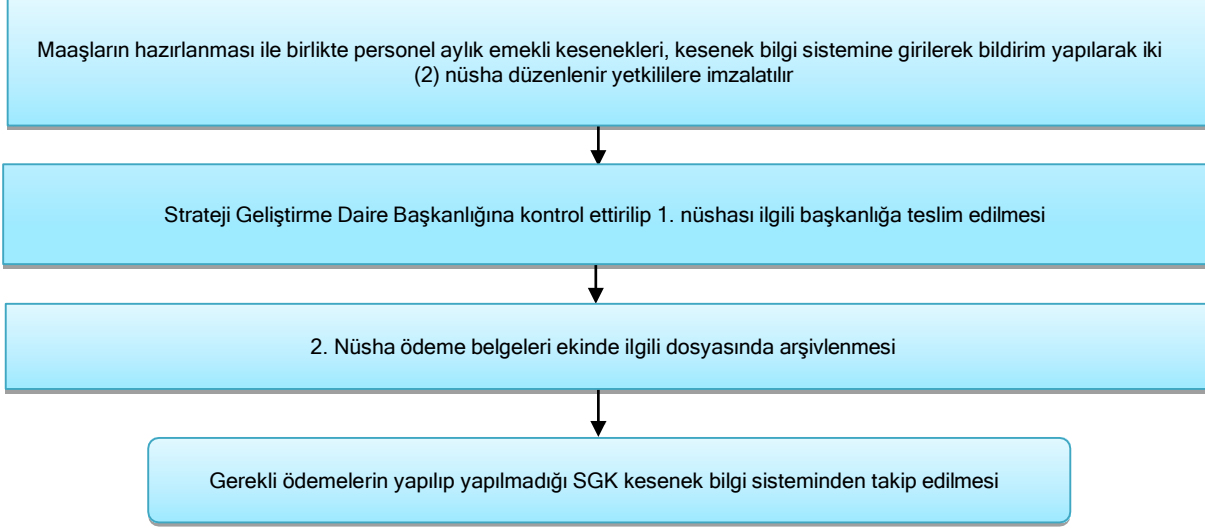 Maaşların hazırlanması ile birlikte personel aylık emekli kesenekleri, kesenek bilgi sistemine girilerek bildirim yapılarak iki
(2) nüsha düzenlenir yetkililere imzalatılır
Strateji Geliştirme Daire Başkanlığına kontrol ettirilip 1. nüshası ilgili başkanlığa teslim edilmesi
2. Nüsha ödeme belgeleri ekinde ilgili dosyasında arşivlenmesi
Gerekli ödemelerin yapılıp yapılmadığı SGK kesenek bilgi sisteminden takip edilmesi